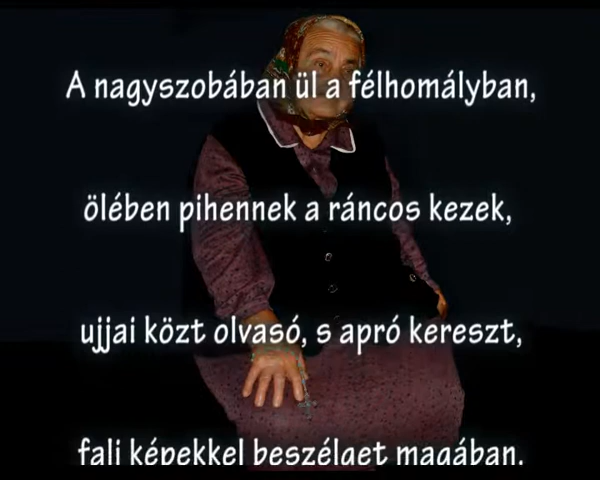 A nagyszobában ül a félhomályban,
ölében pihennek a ráncos kezek,
ujjai közt olvasó, s apró kereszt,
fali képekkel beszélget magában.